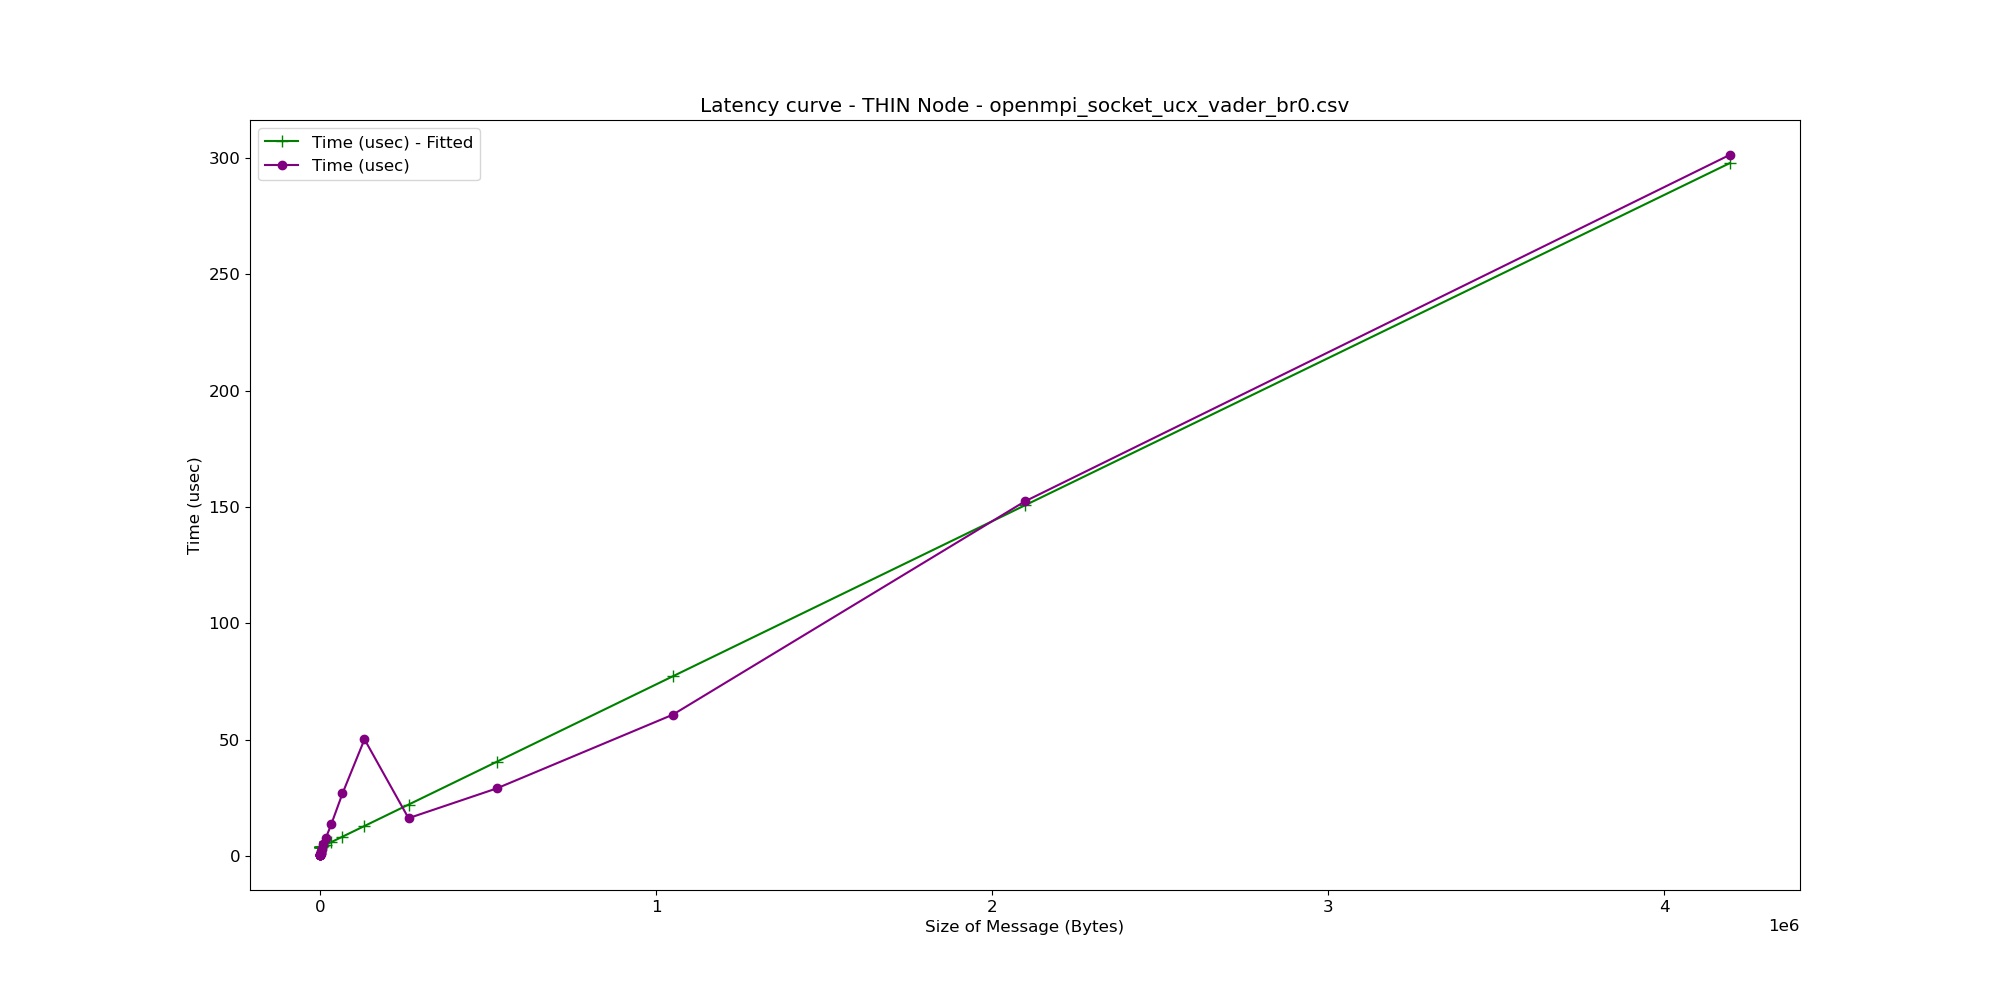 Latency curve - THIN Node - openmpi_socket_ucx_vader_br0.csv
Time (usec) - Fitted
Time (usec)
300
250
200
150
100
50
0
Time (usec)
0
1
2
3
4
1e6
Size of Message (Bytes)